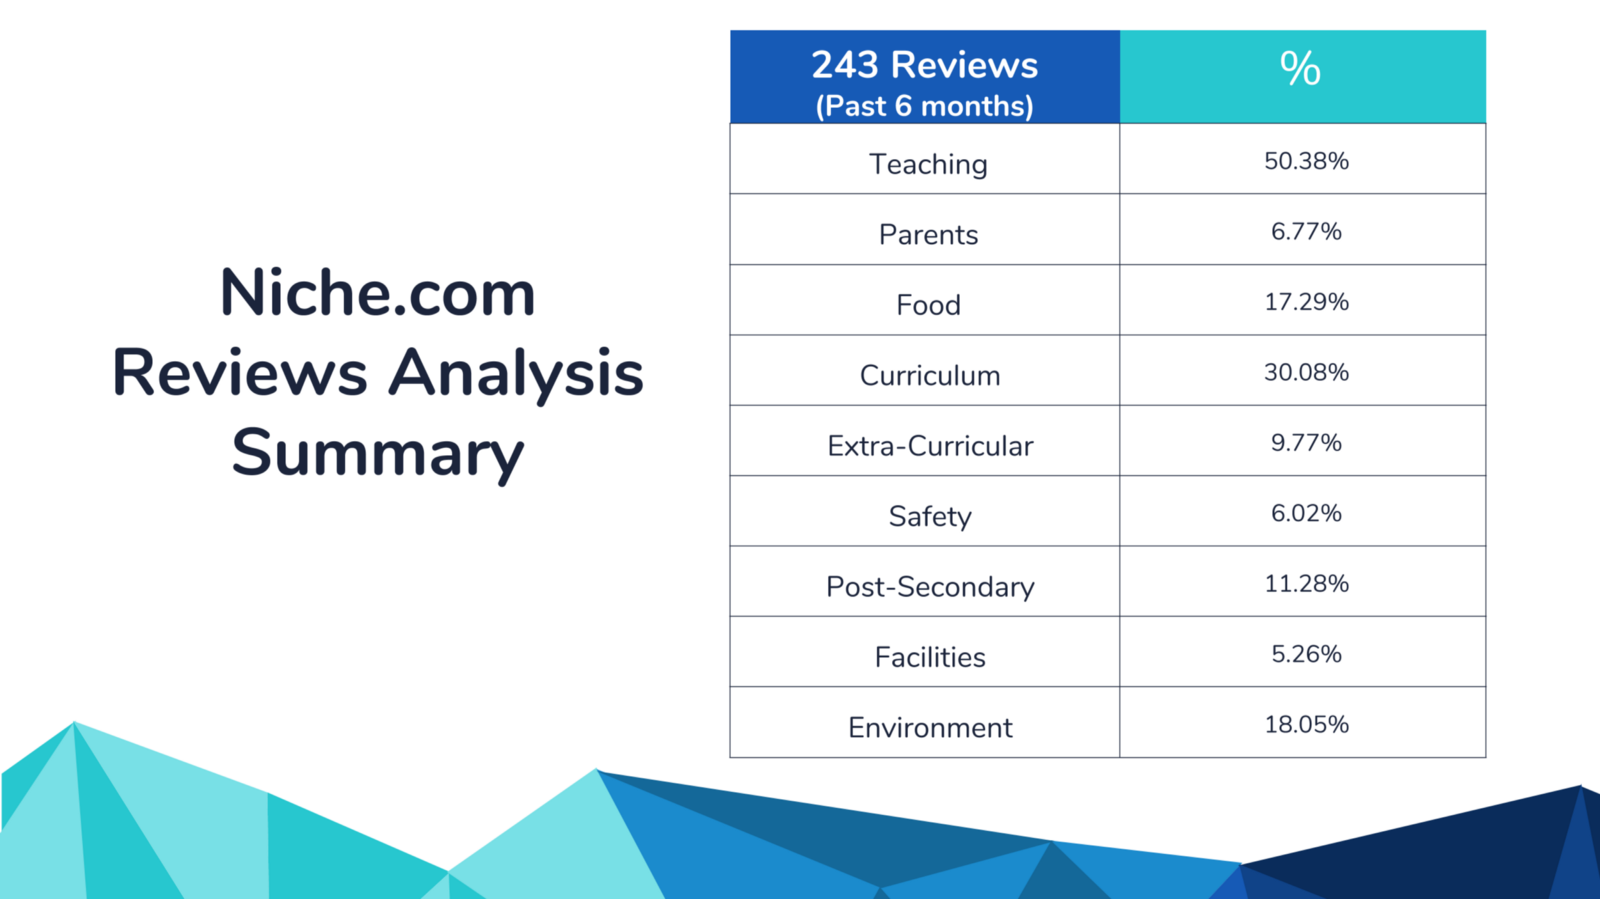 Niche.com
Reviews Analysis
Summary
243 Reviews %
(Past 6 months)
Teaching 50.38%
Parents 6.77%
Food 17.29%
Curriculum 30.08%
Extra-Curricular 9.77%
Safety 6.02%
Post-Secondary 11.28%
Facilities 5.26%
Environment 18.05%